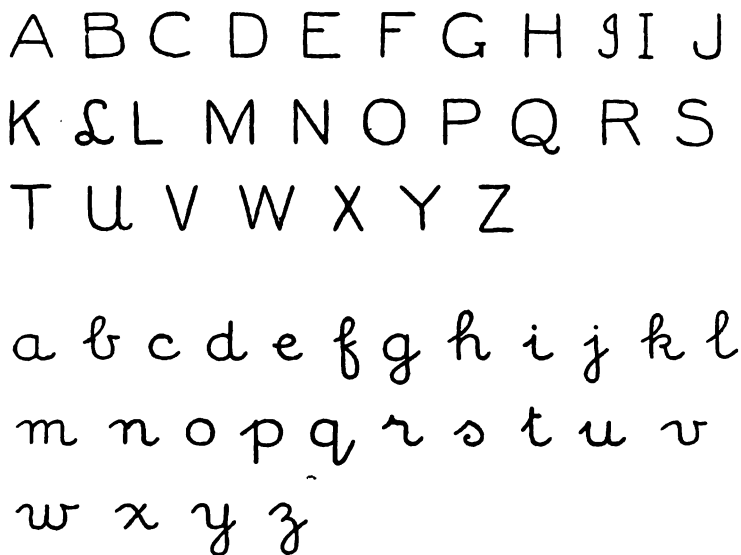 A B C D E F G H I I J
K L L M N O P Q R S
T U V W X Y Z
a b c d e f g h i j k l
m n o p q r s t u v
w x y z